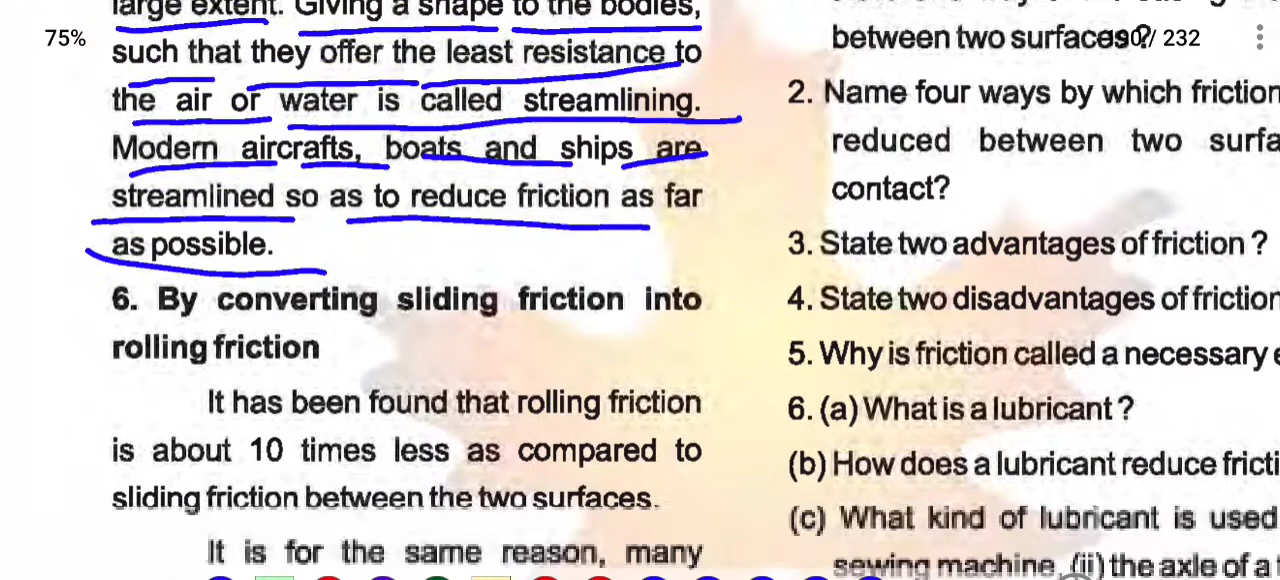 large extent. Giving a shape to the bodies,
such that they offer the least resistance to
the air or water is called streamlining.
Modern aircrafts, boats and ships are
streamlined so as to reduce friction as far
as possible.
6. By converting sliding friction into
rolling friction
It has been found that rolling friction
is about 10 times less as compared to
sliding friction between the two surfaces.
It is for the same reason, many
75%
between two surfaces?
190 / 232
2. Name four ways by which friction
reduced between two
contact?
3. State two advantages of friction ?
4. State two disadvantages of friction
5. Why is friction called a necessary
6. (a) What is a lubricant ?
(b) How does a lubricant reduce
(c) What kind of lubricant is used
sewing machine, (ii) the axle of a